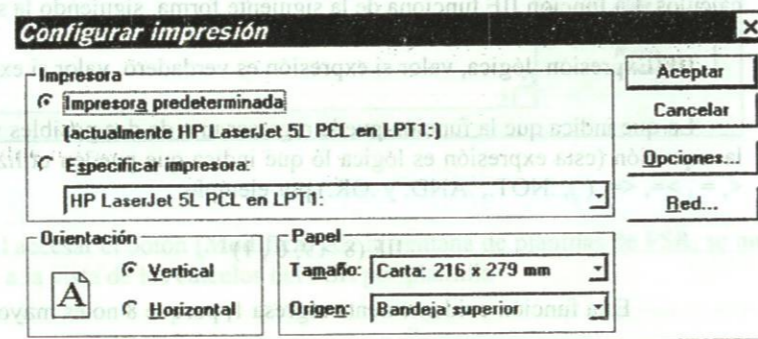 Configurar impresión
Impresora
Impresora predeterminada
(actualmente HP LaserJet 5L PCL en LPT1:)
Especificar impresora:
HP LaserJet 5L PCL en LPT1:
Aceptar
Cancelar
Opciones...
Red...
Orientación
Vertical
Horizontal
A
Papel
Tamaño: Carta: 216 x 279 mm
Origen: Bandeja superior